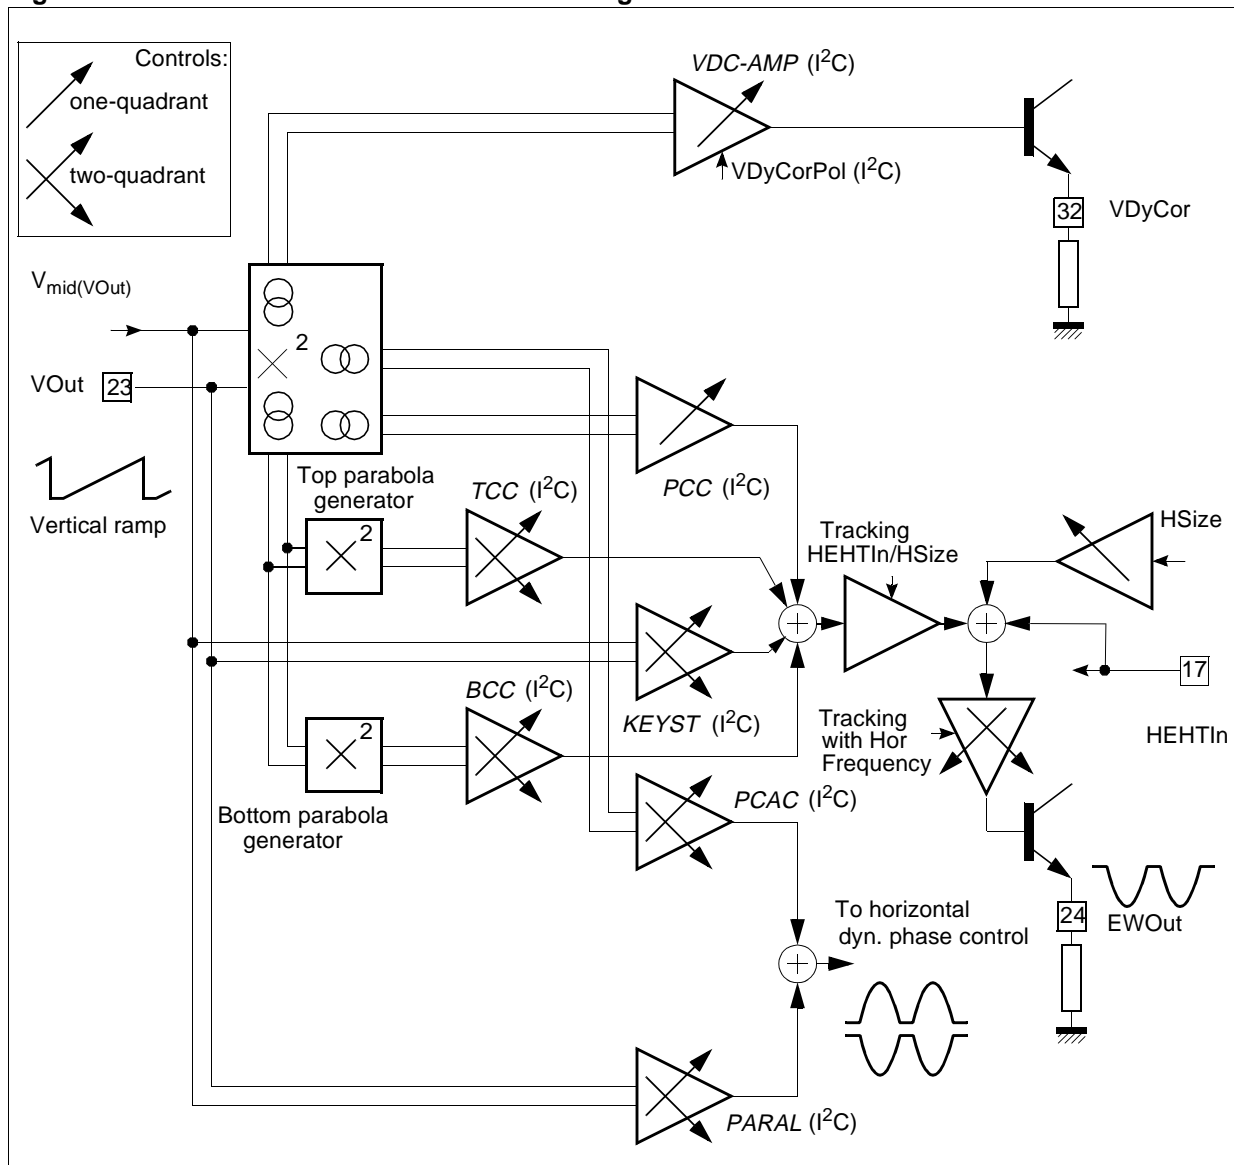 Controls:
one-quadrant
two-quadrant
VDC-AMP (I2C)
VDyCorPol (I2C)
32
VDyCor
Vmid(VOut)
2
VOut
23
Vertical ramp
Top parabola
generator
2
TCC (I2C)
PCC (I2C)
Tracking
HEHTIn/HSize
HSize
17
HEHTIn
BCC (I2C)
KEYST (I2C)
2
Bottom parabola
generator
Tracking
with Hor
Frequency
PCAC (I2C)
To horizontal
dyn. phase control
24
EWOut
PARAL (I2C)